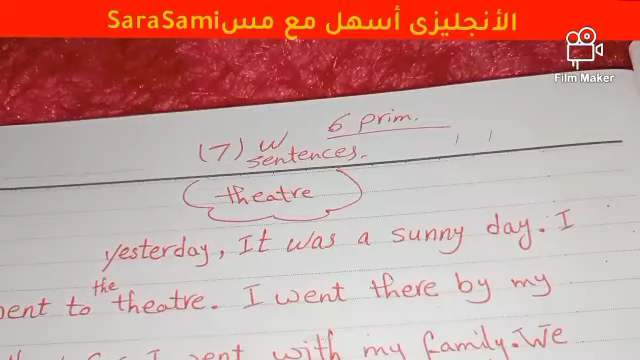 الأنجليزى أسهل مع مسSaraSami
Film Maker
6 prim.
(7) W
sentences.
theatre
yesterday, It was a sunny day. I
to the theatre. I went there by my
with my family. We